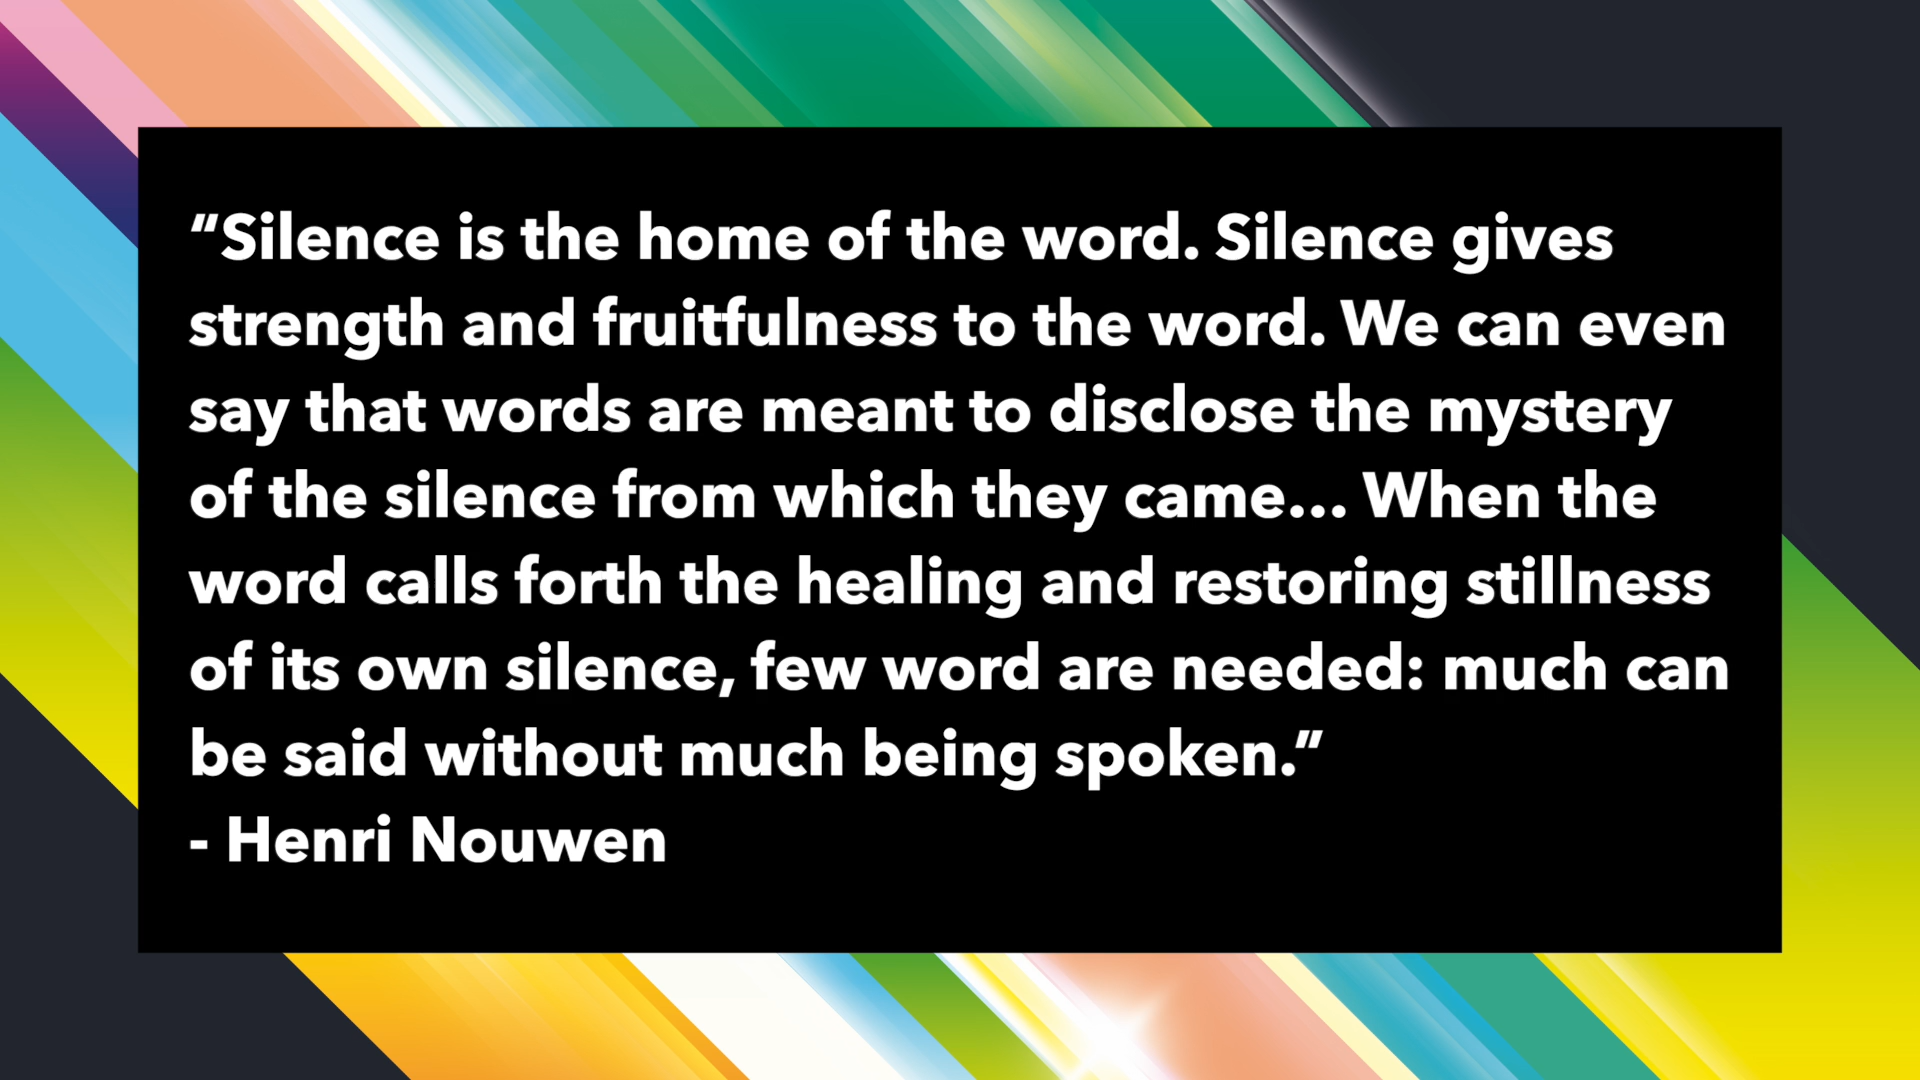 “Silence is the home of the word. Silence gives
strength and fruitfulness to the word. We can even
say that words are meant to disclose the mystery
of the silence from which they came… When the
word calls forth the healing and restoring stillness
of its own silence, few word are needed: much can
be said without much being spoken.”
- Henri Nouwen